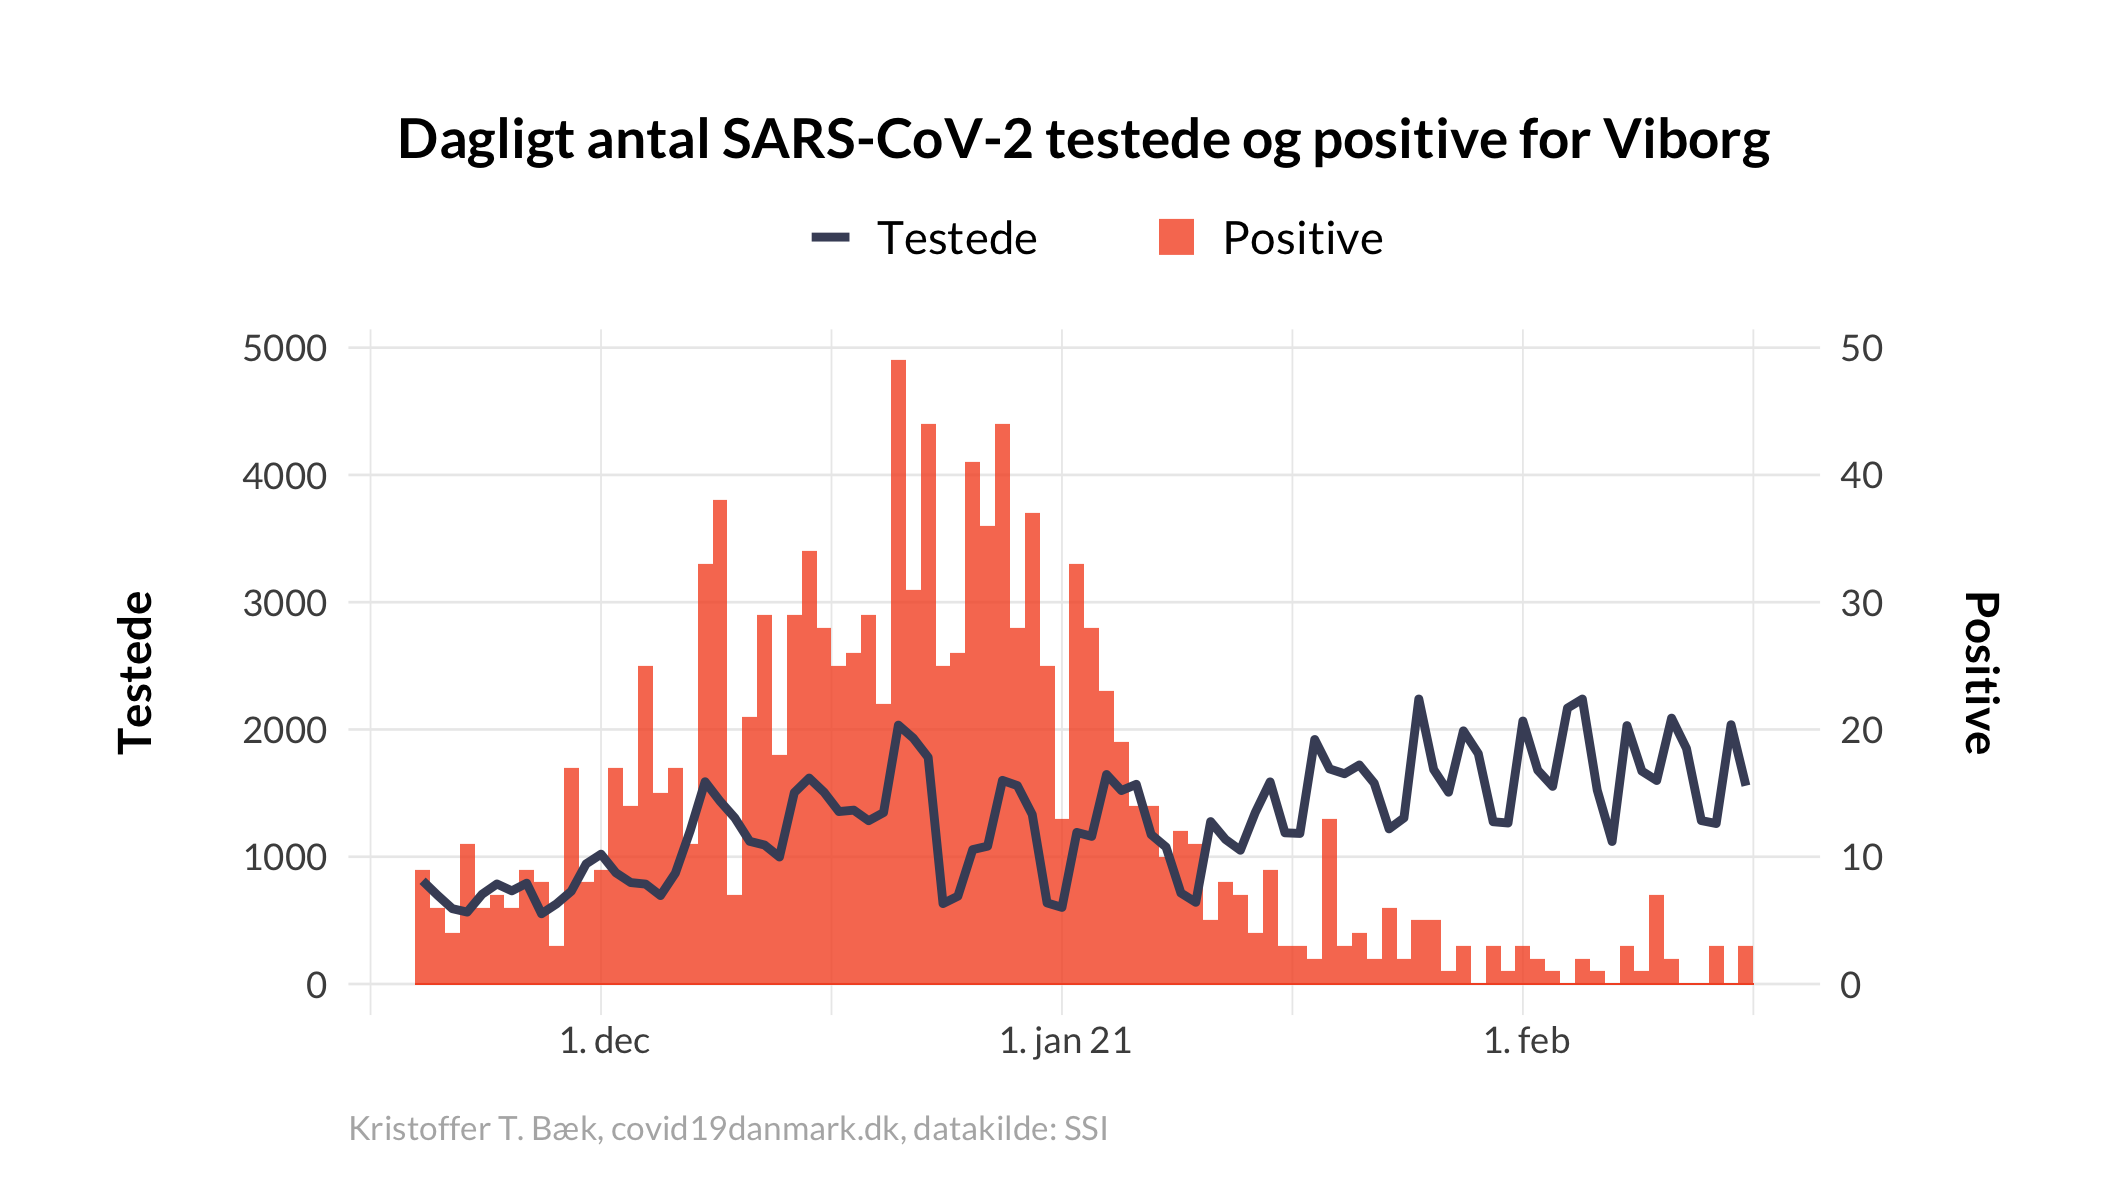 Dagligt antal SARS-CoV-2 testede og positive for Viborg
Testede Positive
5000 50
4000 40
3000 30
2000 20
1000 10
0 0
Testede
Positive
1. dec 1. jan 21 1. feb
Kristoffer T. Bæk, covid19danmark.dk, datakilde: SSI